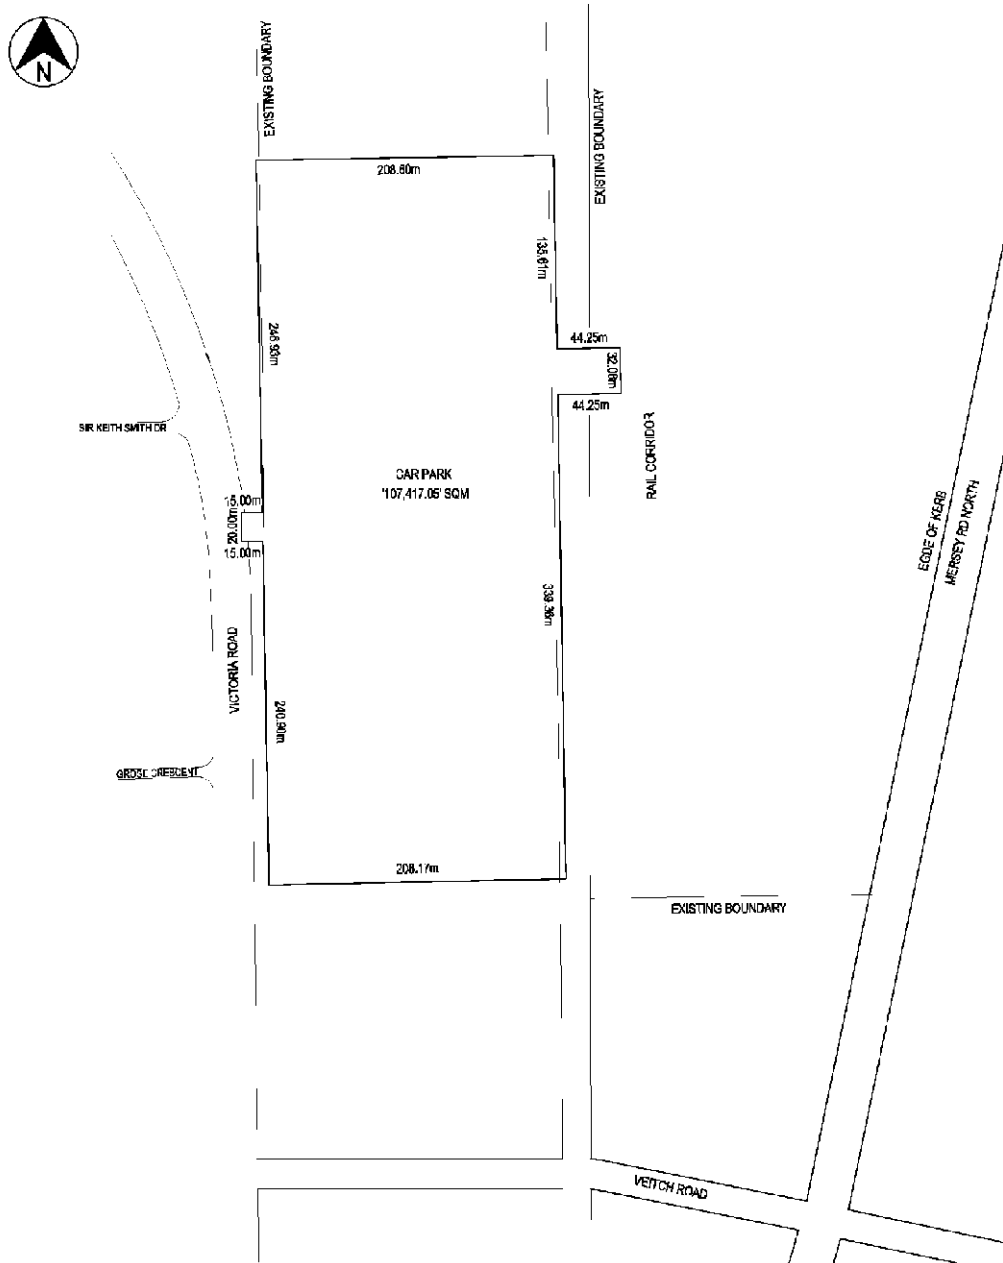 N
EXISTING BOUNDARY
EXISTING BOUNDARY
208.60m
135.61m
44.25m
32.08m
44.25m
246.93m
SIR KEITH SMITH DR
RAIL CORRIDOR
CAR PARK
'107,417.05' SQM
15.00m
20.00m
15.00m
EGDE OF KERB
MERSEY RD NORTH
339.36m
VICTORIA ROAD
240.90m
GROSE CRESCENT
208.17m
EXISTING BOUNDARY
VEITCH ROAD